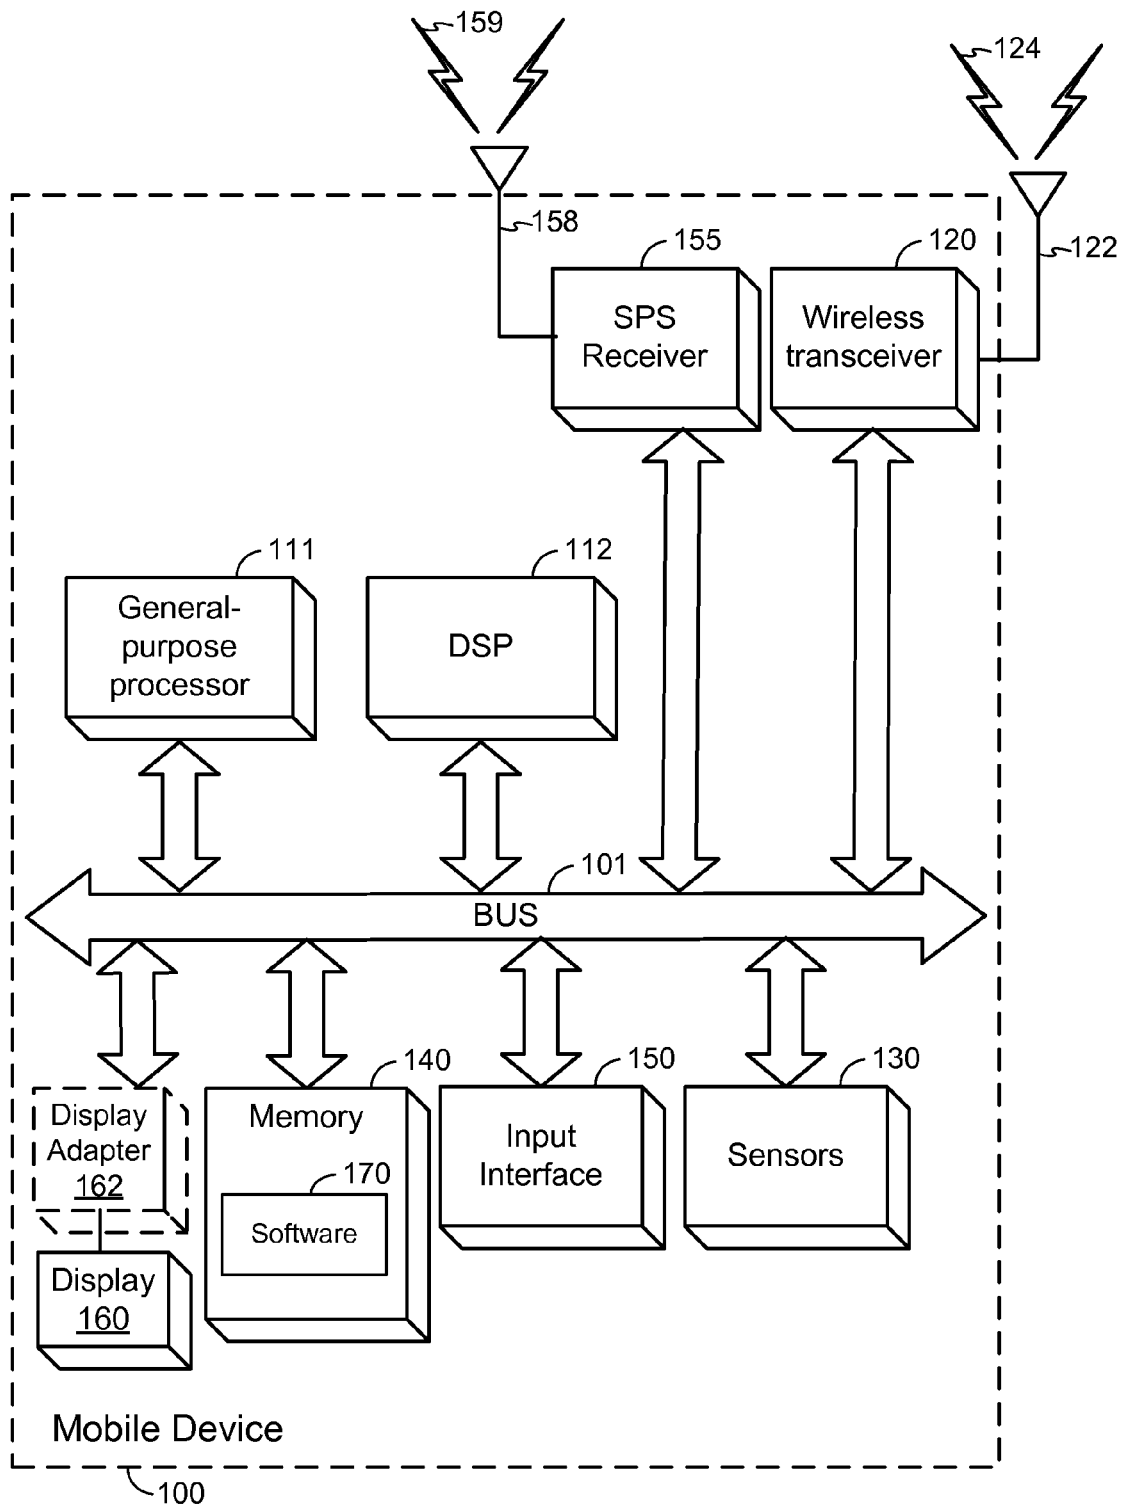 159
124
158
122
155
120
SPS
Receiver
Wireless
transceiver
111
112
General-
purpose
processor
DSP
101
BUS
140
150
130
Display
Adapter
162
Memory
170
Software
Input
Interface
Sensors
Display
160
Mobile Device
100